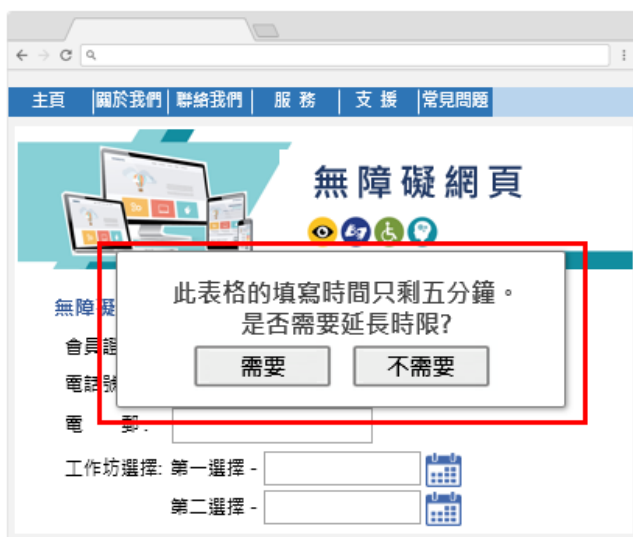 主頁 關於我們 聯絡我們 服 務 支 援 常見問題
無障礙網頁
此表格的填寫時間只剩五分鐘。
是否需要延長時限?
需要 不需要
無障礙
會員證
電話號
電 郵:
工作坊選擇: 第一選擇 -
第二選擇 -